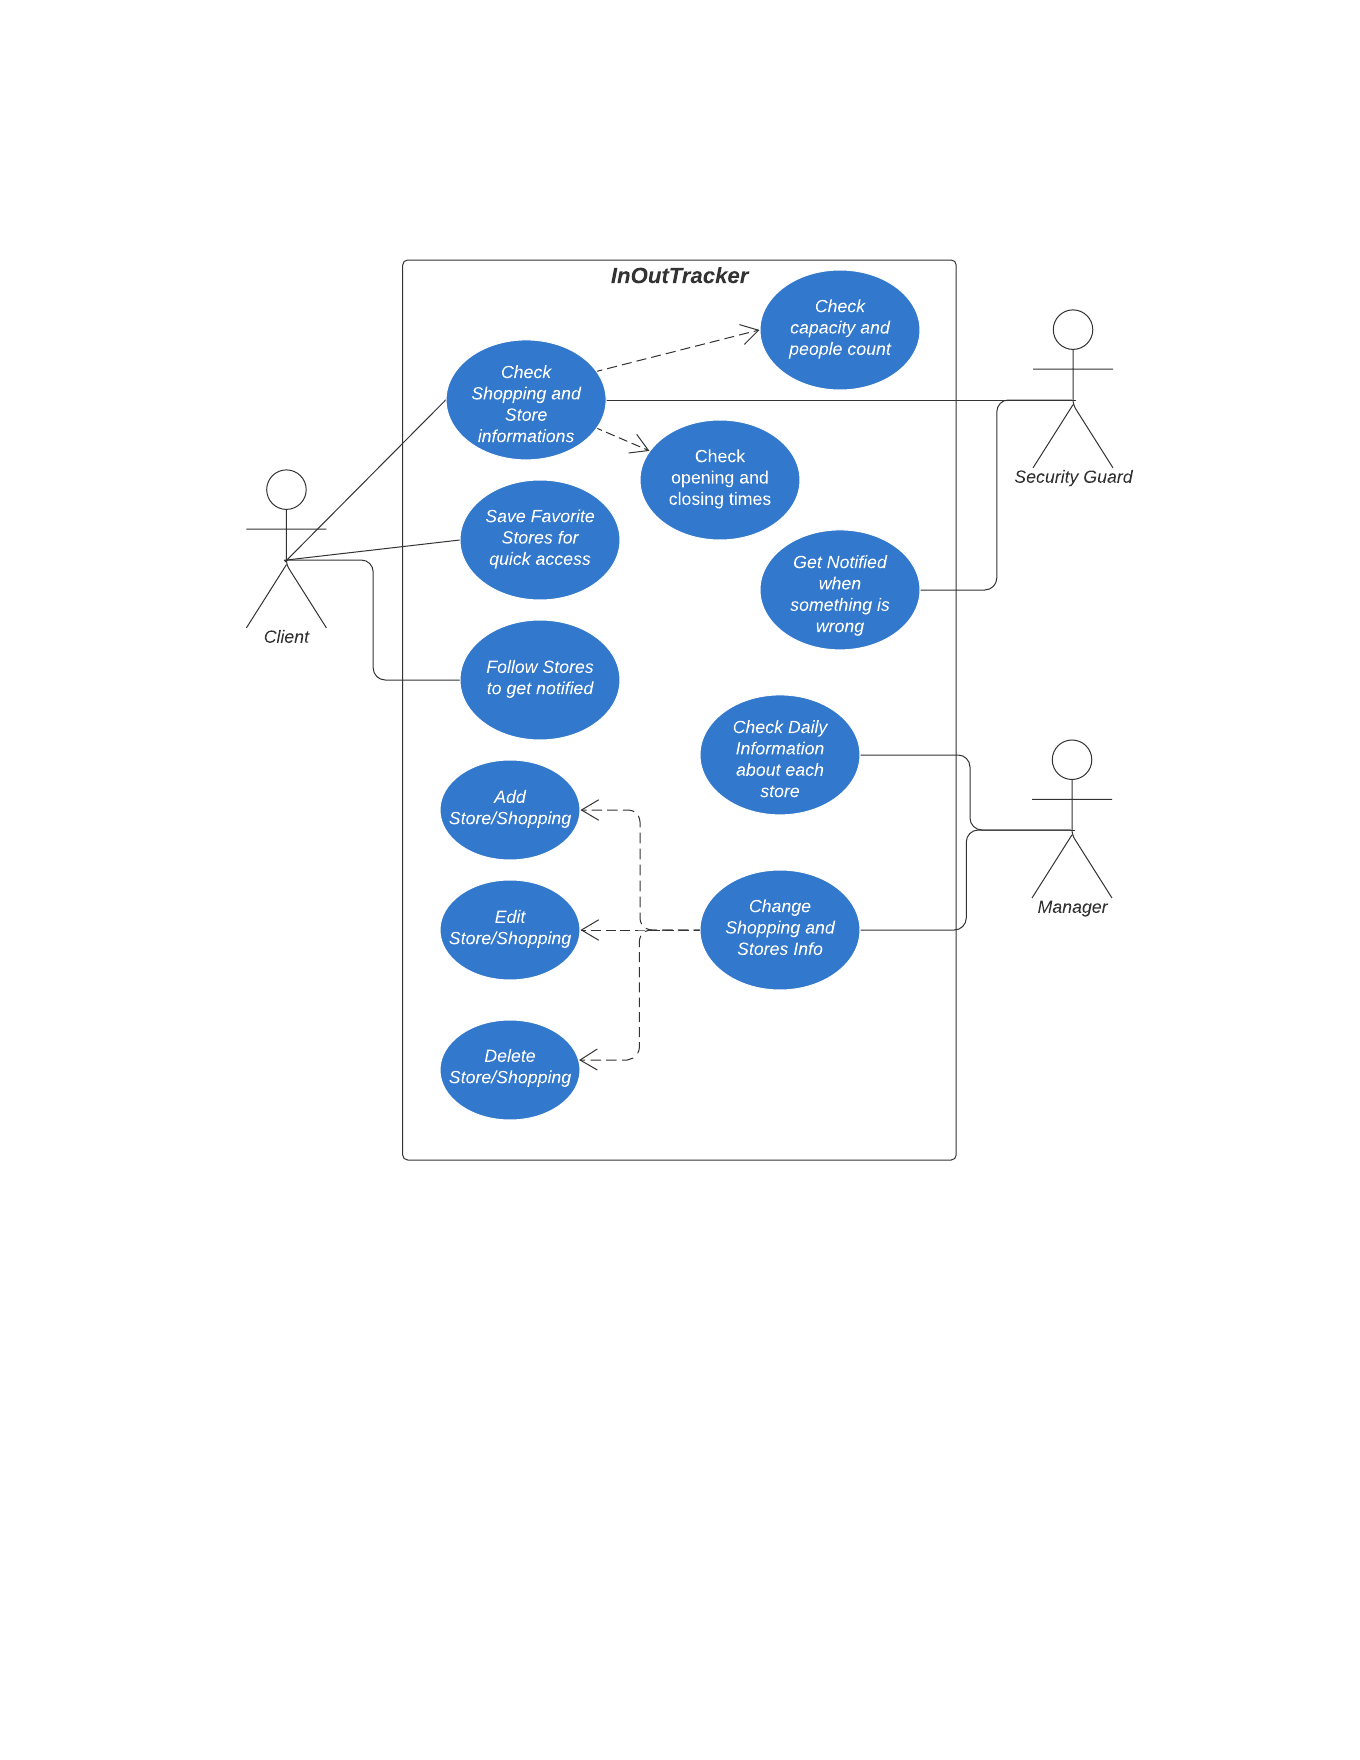 InOutTracker
Check
capacity and
people count
Check
Shopping and
Store
informations
Check
opening and
closing times
Security Guard
Save Favorite
Stores for
quick access
Get Notified
when
something is
wrong
Client
Follow Stores
to get notified
Check Daily
Information
about each
store
Add
Store/Shopping
Change
Shopping and
Stores Info
Manager
Edit
Store/Shopping
Delete
Store/Shopping